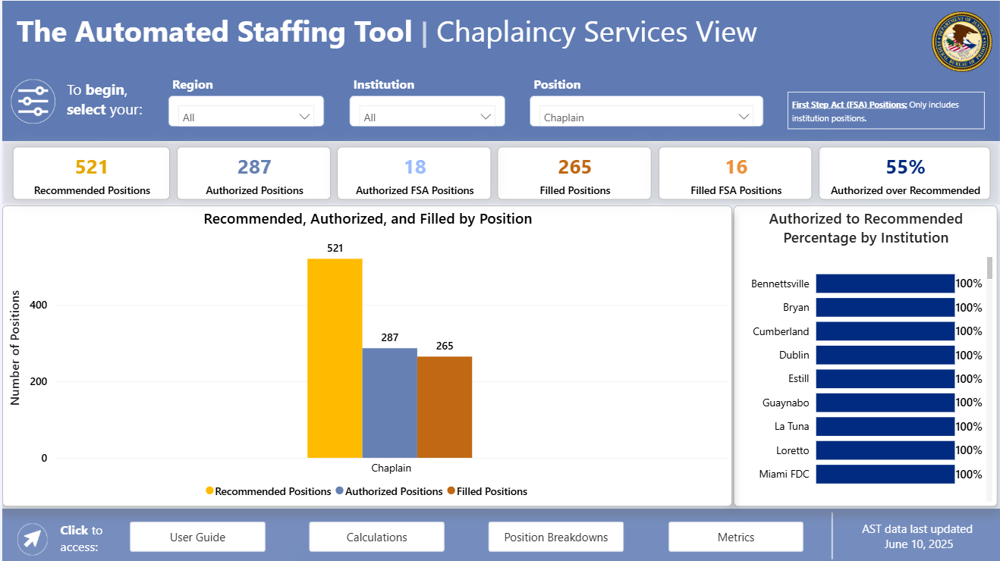 The Automated Staffing Tool | Chaplaincy Services View
To begin,
select your:
Region
All
Institution
All
Position
Chaplain
First Step Act (FSA) Positions: Only includes
institution positions.
521
Recommended Positions
287
Authorized Positions
18
Authorized FSA Positions
265
Filled Positions
16
Filled FSA Positions
55%
Authorized over Recommended
Recommended, Authorized, and Filled by Position
Number of Positions
400
200
0
521
287
265
Chaplain
Recommended Positions Authorized Positions Filled Positions
Authorized to Recommended
Percentage by Institution
Bennettsville 100%
Bryan 100%
Cumberland 100%
Dublin 100%
Estill 100%
Guaynabo 100%
La Tuna 100%
Loretto 100%
Miami FDC 100%
Click to
access:
User Guide
Calculations
Position Breakdowns
Metrics
AST data last updated
June 10, 2025